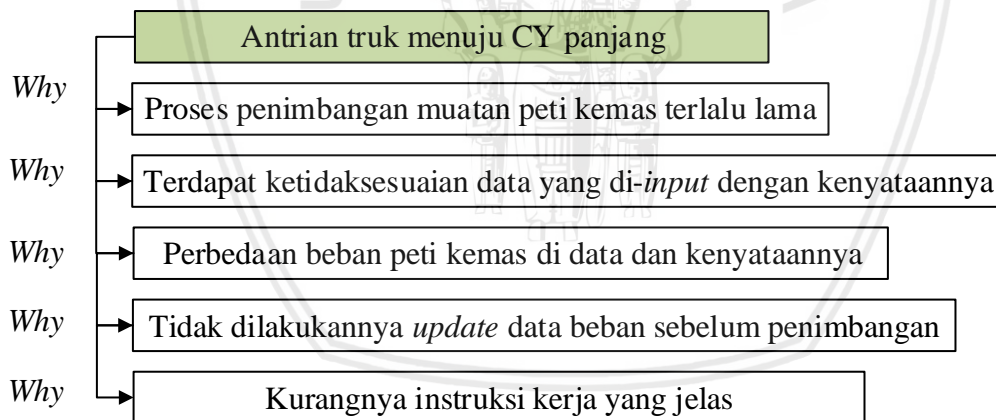 Antrian truk menuju CY panjang
Why
Proses penimbangan muatan peti kemas terlalu lama
Why
Terdapat ketidaksesuaian data yang di-input dengan kenyataannya
Why
Perbedaan beban peti kemas di data dan kenyataannya
Why
Tidak dilakukannya update data beban sebelum penimbangan
Why
Kurangnya instruksi kerja yang jelas